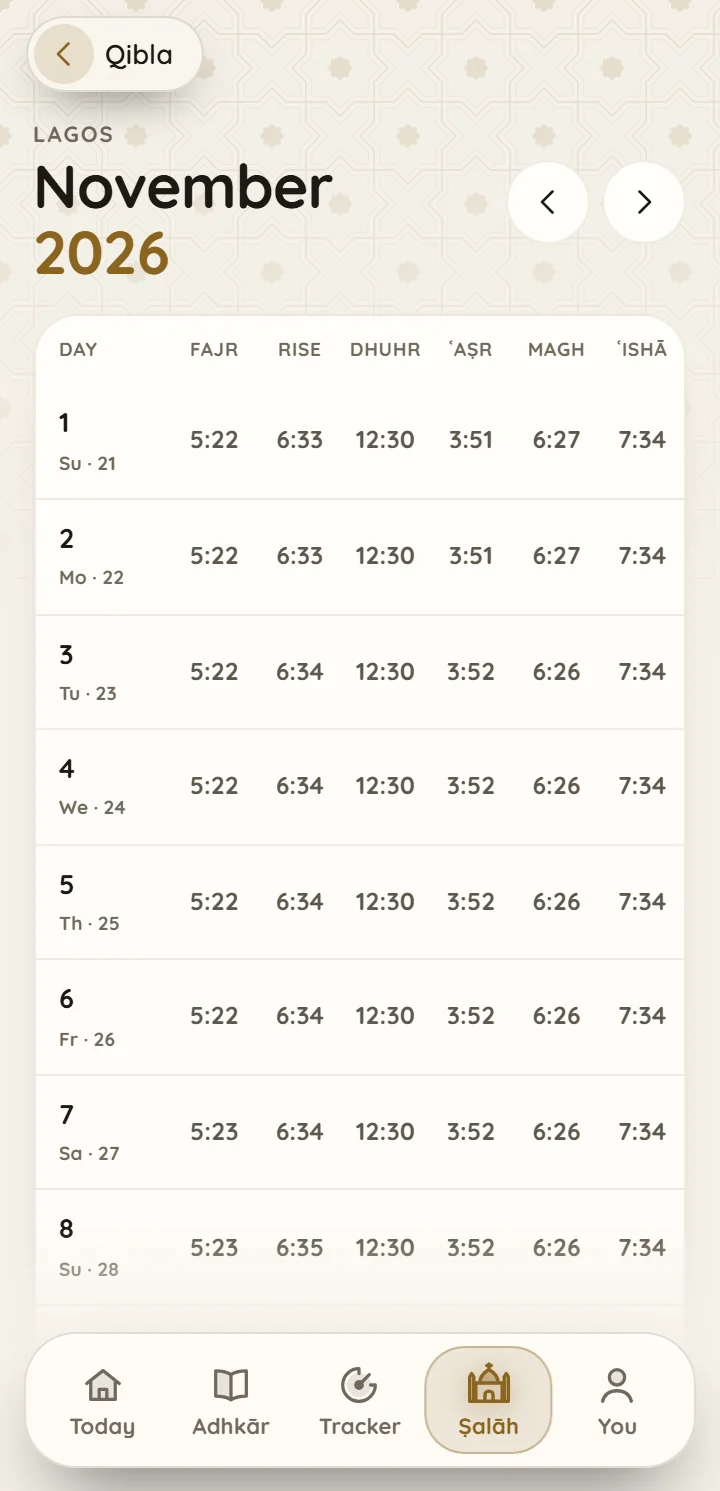 Qibla
LAGOS
November
2026
DAY FAJR RISE DHUHR ʿAṢR MAGH ʿISHĀ
1
Su · 21
5:22 6:33 12:30 3:51 6:27 7:34
2
Mo · 22
5:22 6:33 12:30 3:51 6:27 7:34
3
Tu · 23
5:22 6:34 12:30 3:52 6:26 7:34
4
We · 24
5:22 6:34 12:30 3:52 6:26 7:34
5
Th · 25
5:22 6:34 12:30 3:52 6:26 7:34
6
Fr · 26
5:22 6:34 12:30 3:52 6:26 7:34
7
Sa · 27
5:23 6:34 12:30 3:52 6:26 7:34
8
Su · 28
5:23 6:35 12:30 3:52 6:26 7:34
Today Adhkār Tracker Ṣalāh You